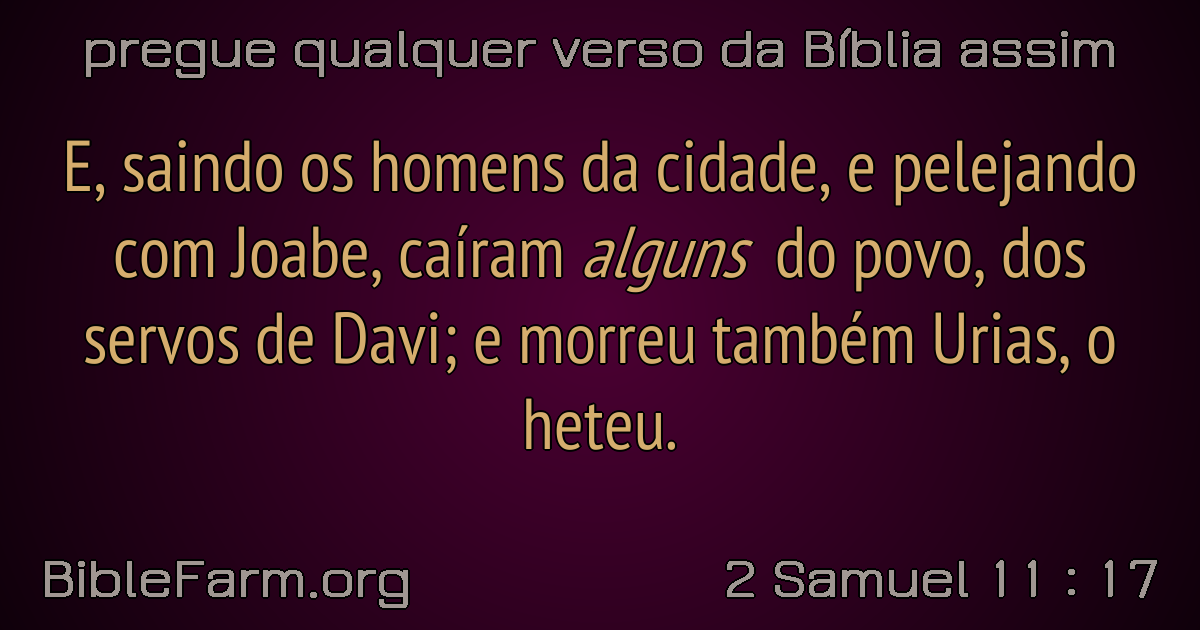 pregue qualquer verso da Bíblia assim
E, saindo os homens da cidade, e pelejando
com Joabe, caíram alguns do povo, dos
servos de Davi; e morreu também Urias, o
heteu.
BibleFarm.org
2 Samuel 11 : 17